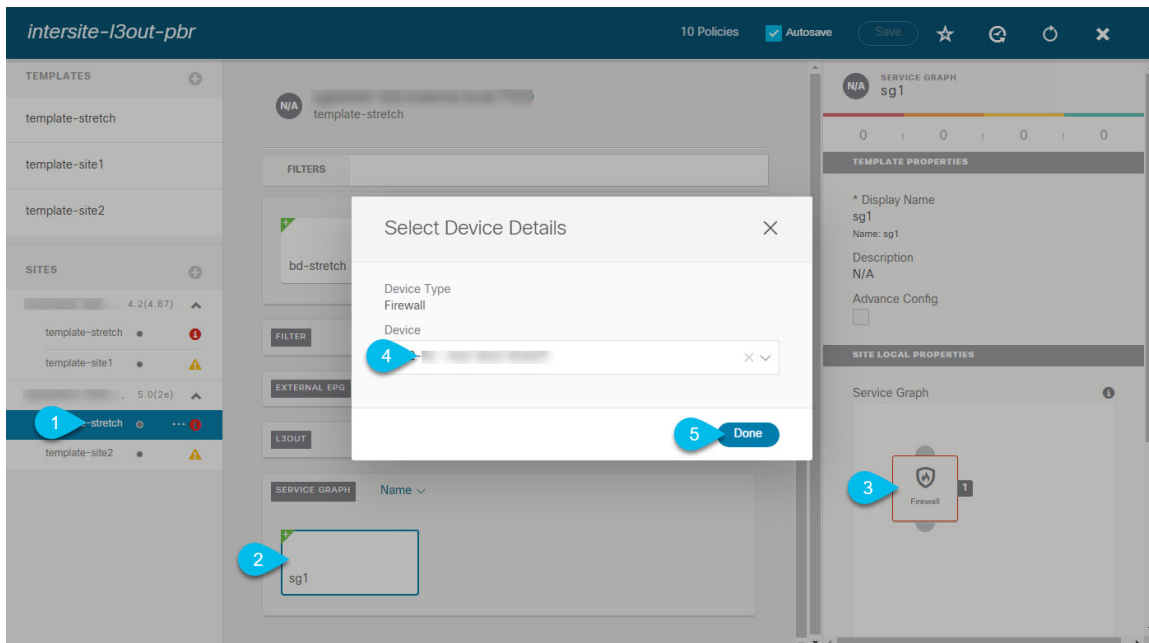 intersite-l3out-pbr
10 Policies
Autosave
Save
TEMPLATES
template-stretch
template-site1
template-site2
SITES
4.2(4.87)
template-stretch
template-site1
5.0(2e)
1
e-stretch
template-site2
N/A
template-stretch
FILTERS
bd-stretch
FILTER
EXTERNAL EPG
L3OUT
SERVICE GRAPH
Name
2
sg1
Select Device Details
Device Type
Firewall
Device
4
5
Done
N/A
SERVICE GRAPH
sg1
0 : 0 : 0 : 0
TEMPLATE PROPERTIES
* Display Name
sg1
Name: sg1
Description
N/A
Advance Config
SITE LOCAL PROPERTIES
Service Graph
3
Firewall
1